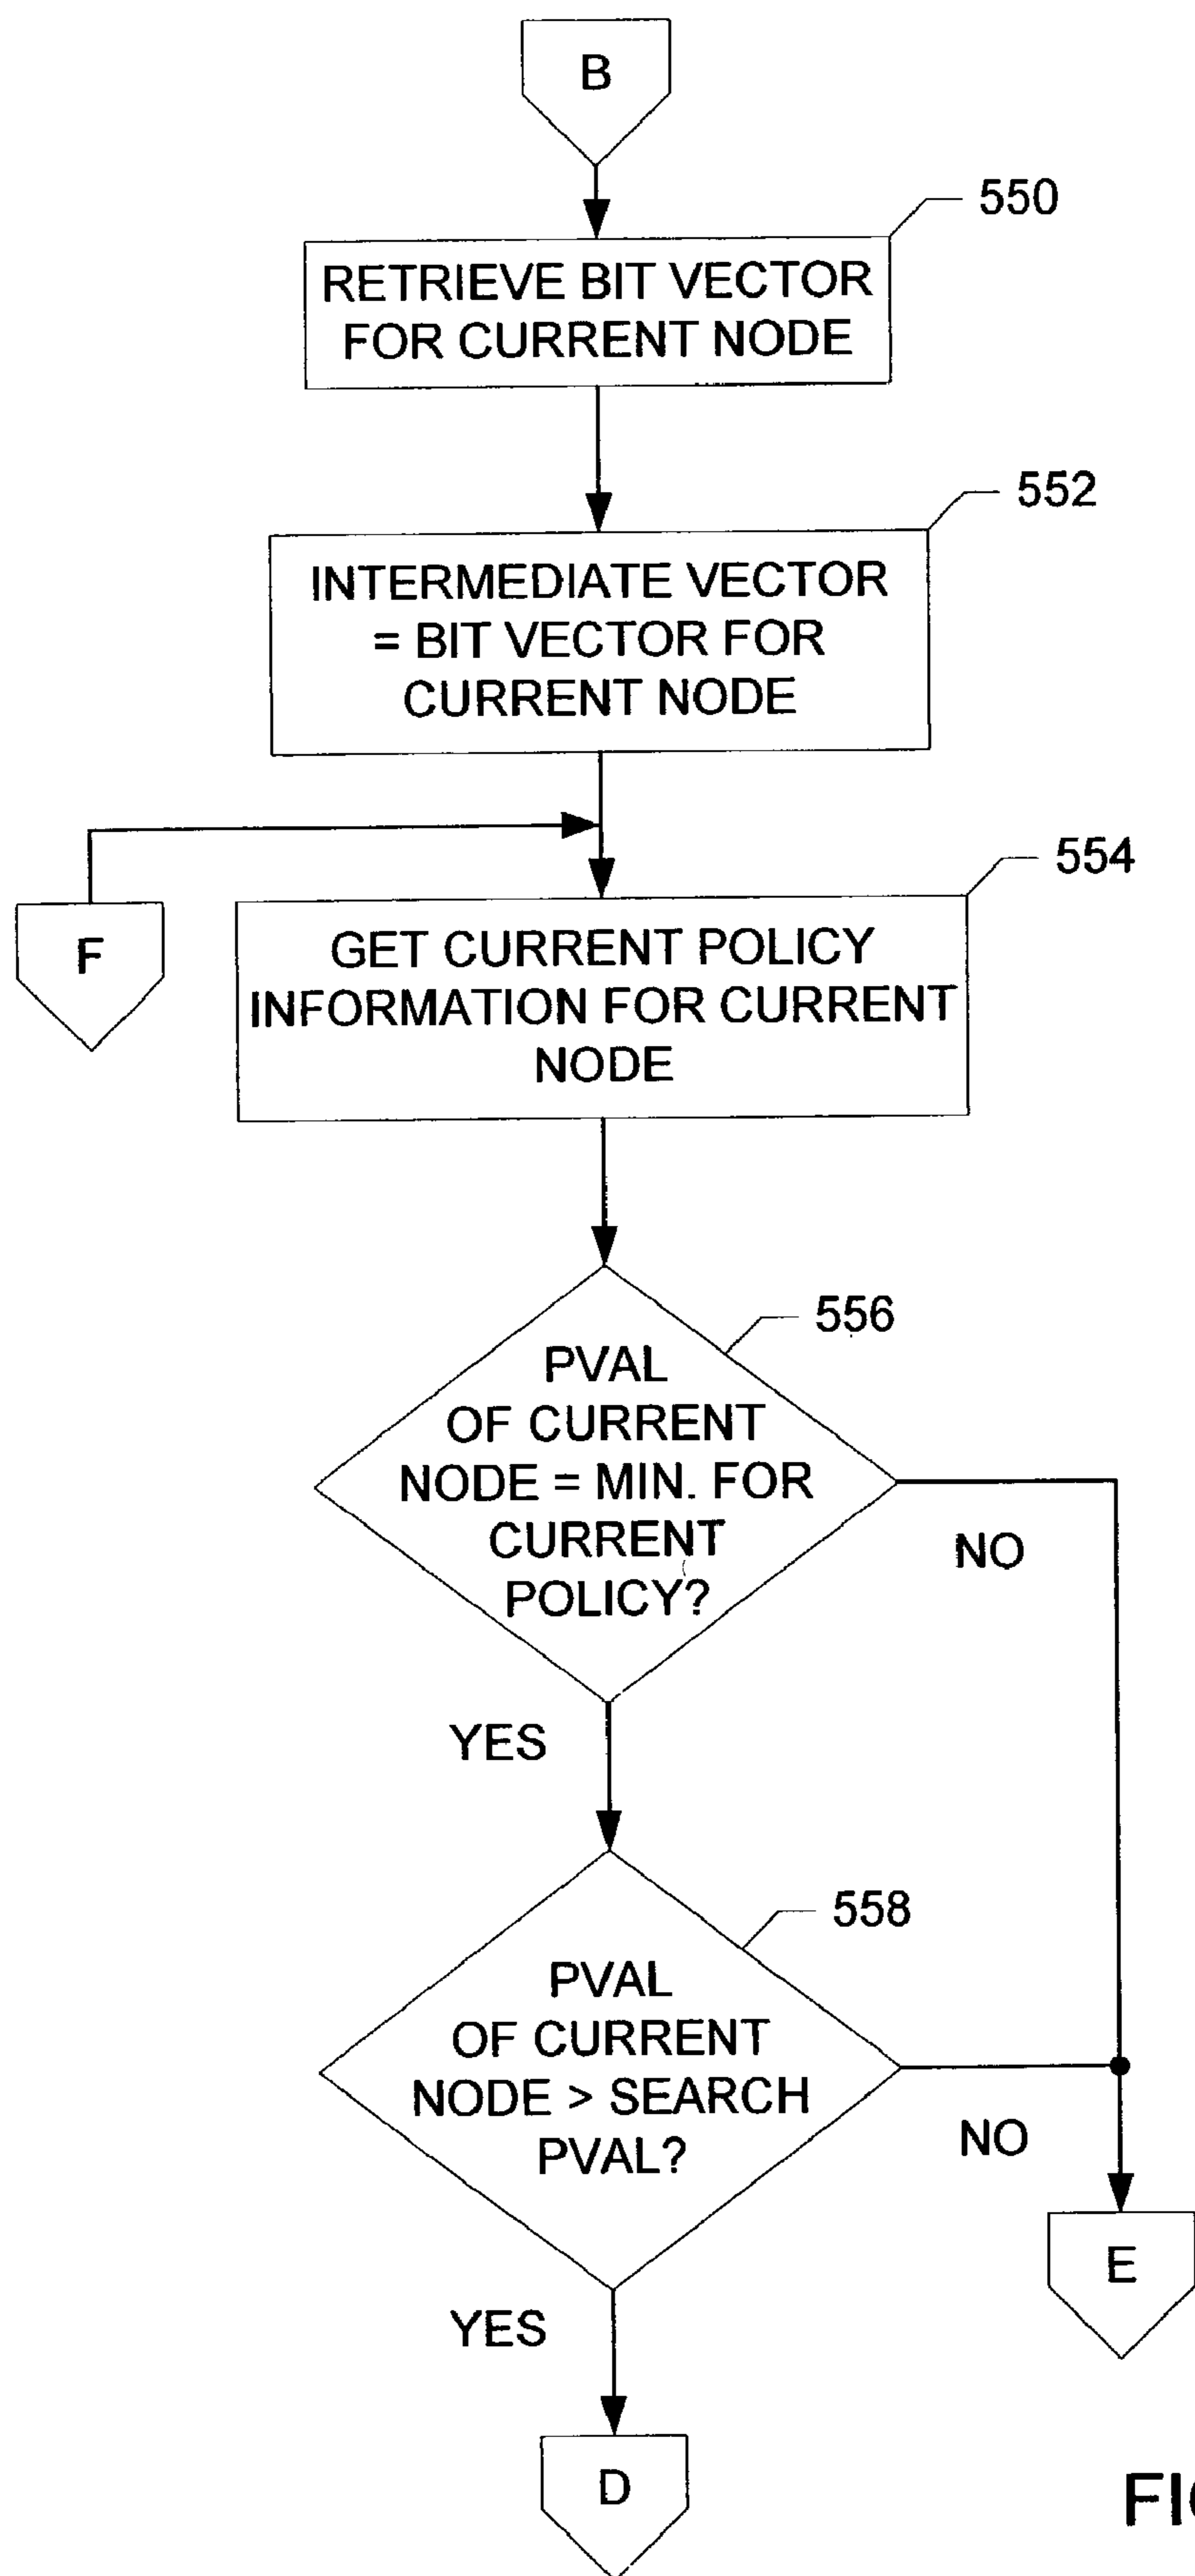 B
550
RETRIEVE BIT VECTOR
FOR CURRENT NODE
552
INTERMEDIATE VECTOR
= BIT VECTOR FOR
CURRENT NODE
554
F
GET CURRENT POLICY
INFORMATION FOR CURRENT
NODE
556
PVAL
OF CURRENT
NODE = MIN. FOR
CURRENT
POLICY?
NO
YES
558
PVAL
OF CURRENT
NODE > SEARCH
PVAL?
NO
E
YES
D